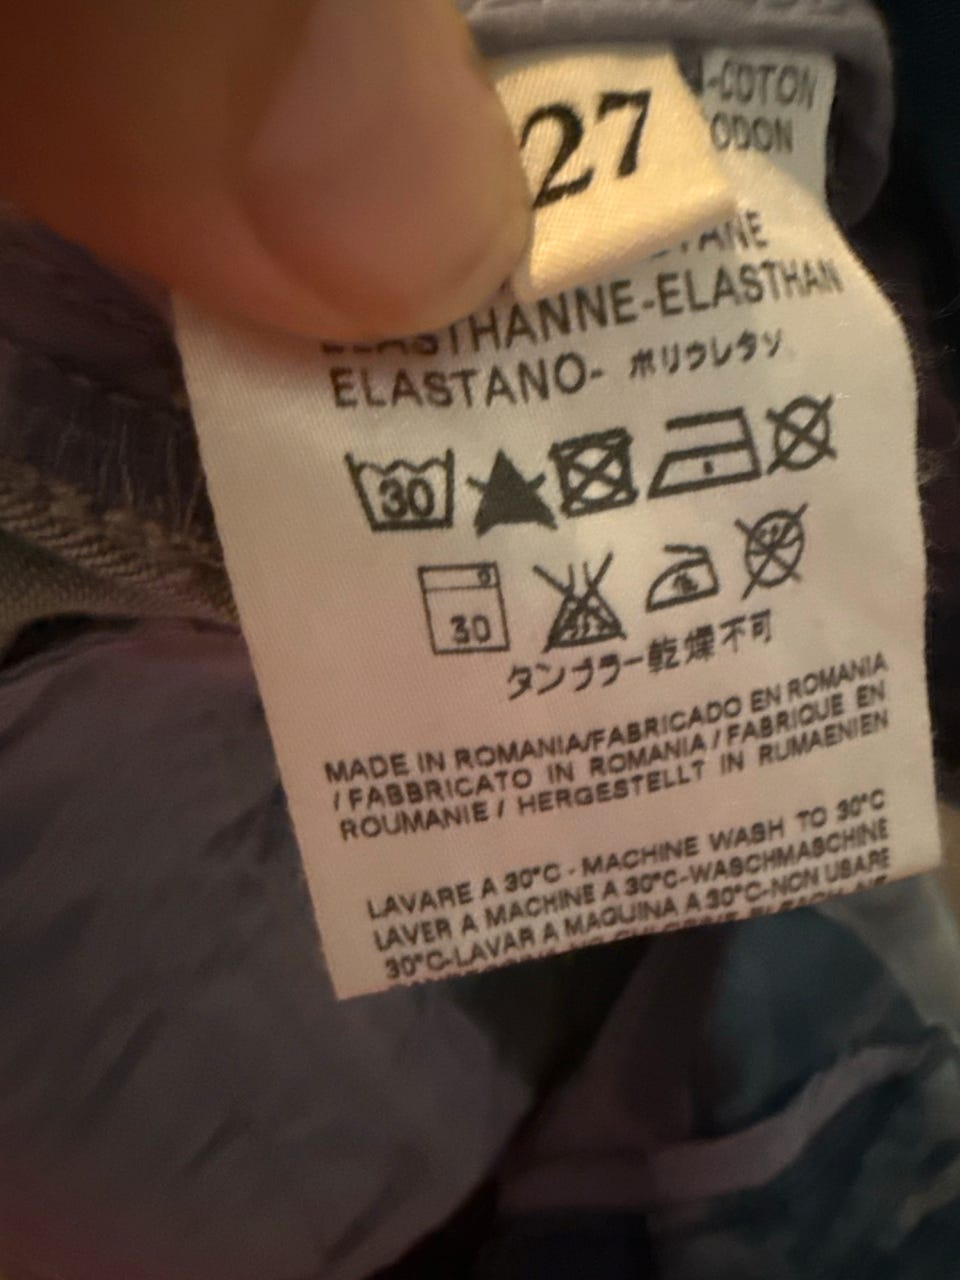 27
-COTON
ELASTHANNE-ELASTHAN
ELASTANO- ポリウレタン
30
30
タンブラー乾燥不可
MADE IN ROMANIA/FABRICADO EN ROMANIA
/ FABBRICATO IN ROMANIA / FABRIQUE EN
ROUMANIE / HERGESTELLT IN RUMAENIEN
LAVARE A 30°C - MACHINE WASH TO 30°C
LAVER A MACHINE A 30°C-WASCHMASCHINE
30°C-LAVAR A MAQUINA A 30°C-NON USARE